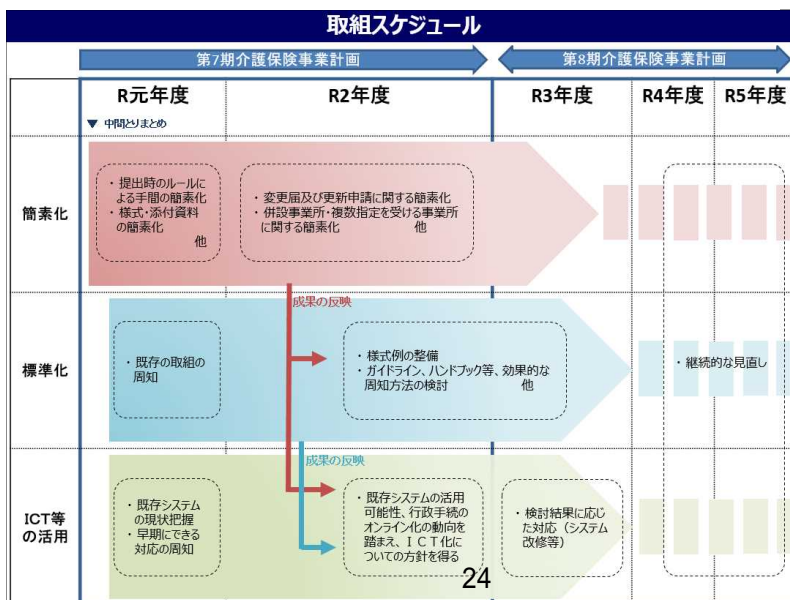 取組スケジュール
第7期介護保険事業計画
第8期介護保険事業計画
R元年度
R2年度
R3年度
R4年度
R5年度
▼ 中間とりまとめ
簡素化
・提出時のルールに
よる手間の簡素化
・様式・添付資料
の簡素化
他
・変更届及び更新申請に関する簡素化
・併設事業所・複数指定を受ける事業所
に関する簡素化 他
成果の反映
標準化
・既存の取組の
周知
・様式例の整備
・ガイドライン、ハンドブック等、効果的な
周知方法の検討 他
・継続的な見直し
成果の反映
ICT等
の活用
・既存システム
の現状把握
・早期にできる
対応の周知
・既存システムの活用
可能性、行政手続の
オンライン化の動向を
踏まえ、ＩＣＴ化に
ついての方針を得る
・検討結果に応じ
た対応（システム
改修等）
24